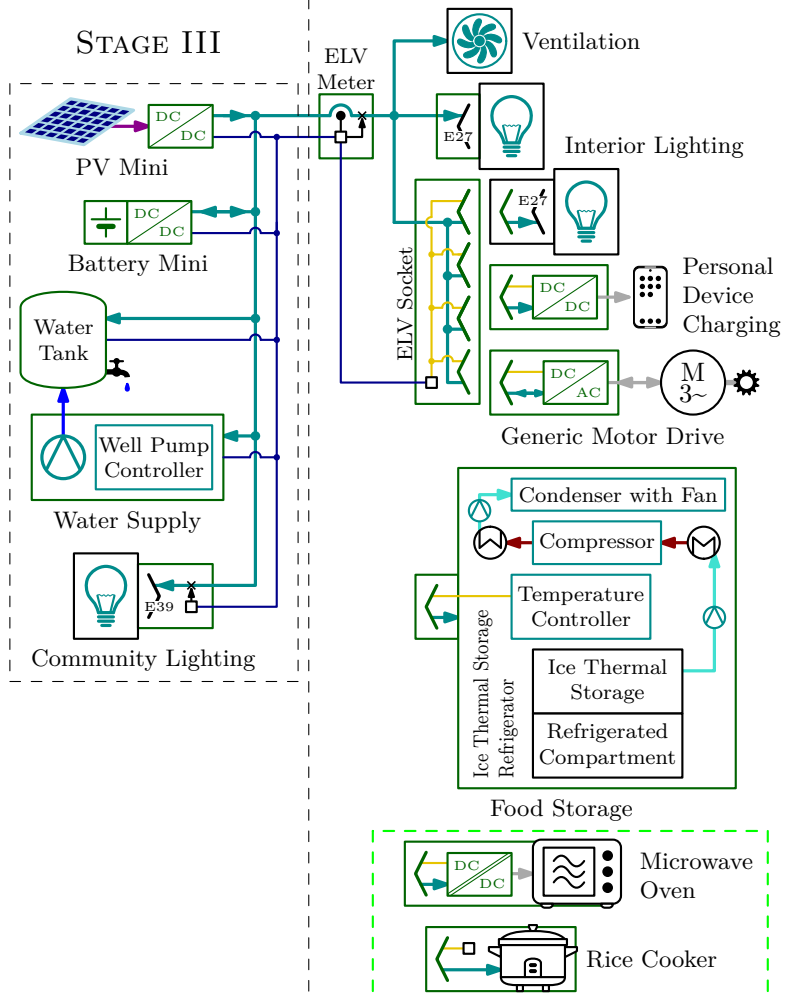 STAGE III
ELV
Meter
Ventilation
DC
DC
PV Mini
E27
Interior Lighting
DC
DC
Battery Mini
ELV Socket
E27
Water
Tank
DC
DC
Personal
Device
Charging
DC
AC
M
3~
Generic Motor Drive
Well Pump
Controller
Water Supply
E39
Community Lighting
Condenser with Fan
Compressor
Temperature
Controller
Ice Thermal Storage
Refrigerator
Ice Thermal
Storage
Refrigerated
Compartment
Food Storage
DC
DC
Microwave
Oven
Rice Cooker